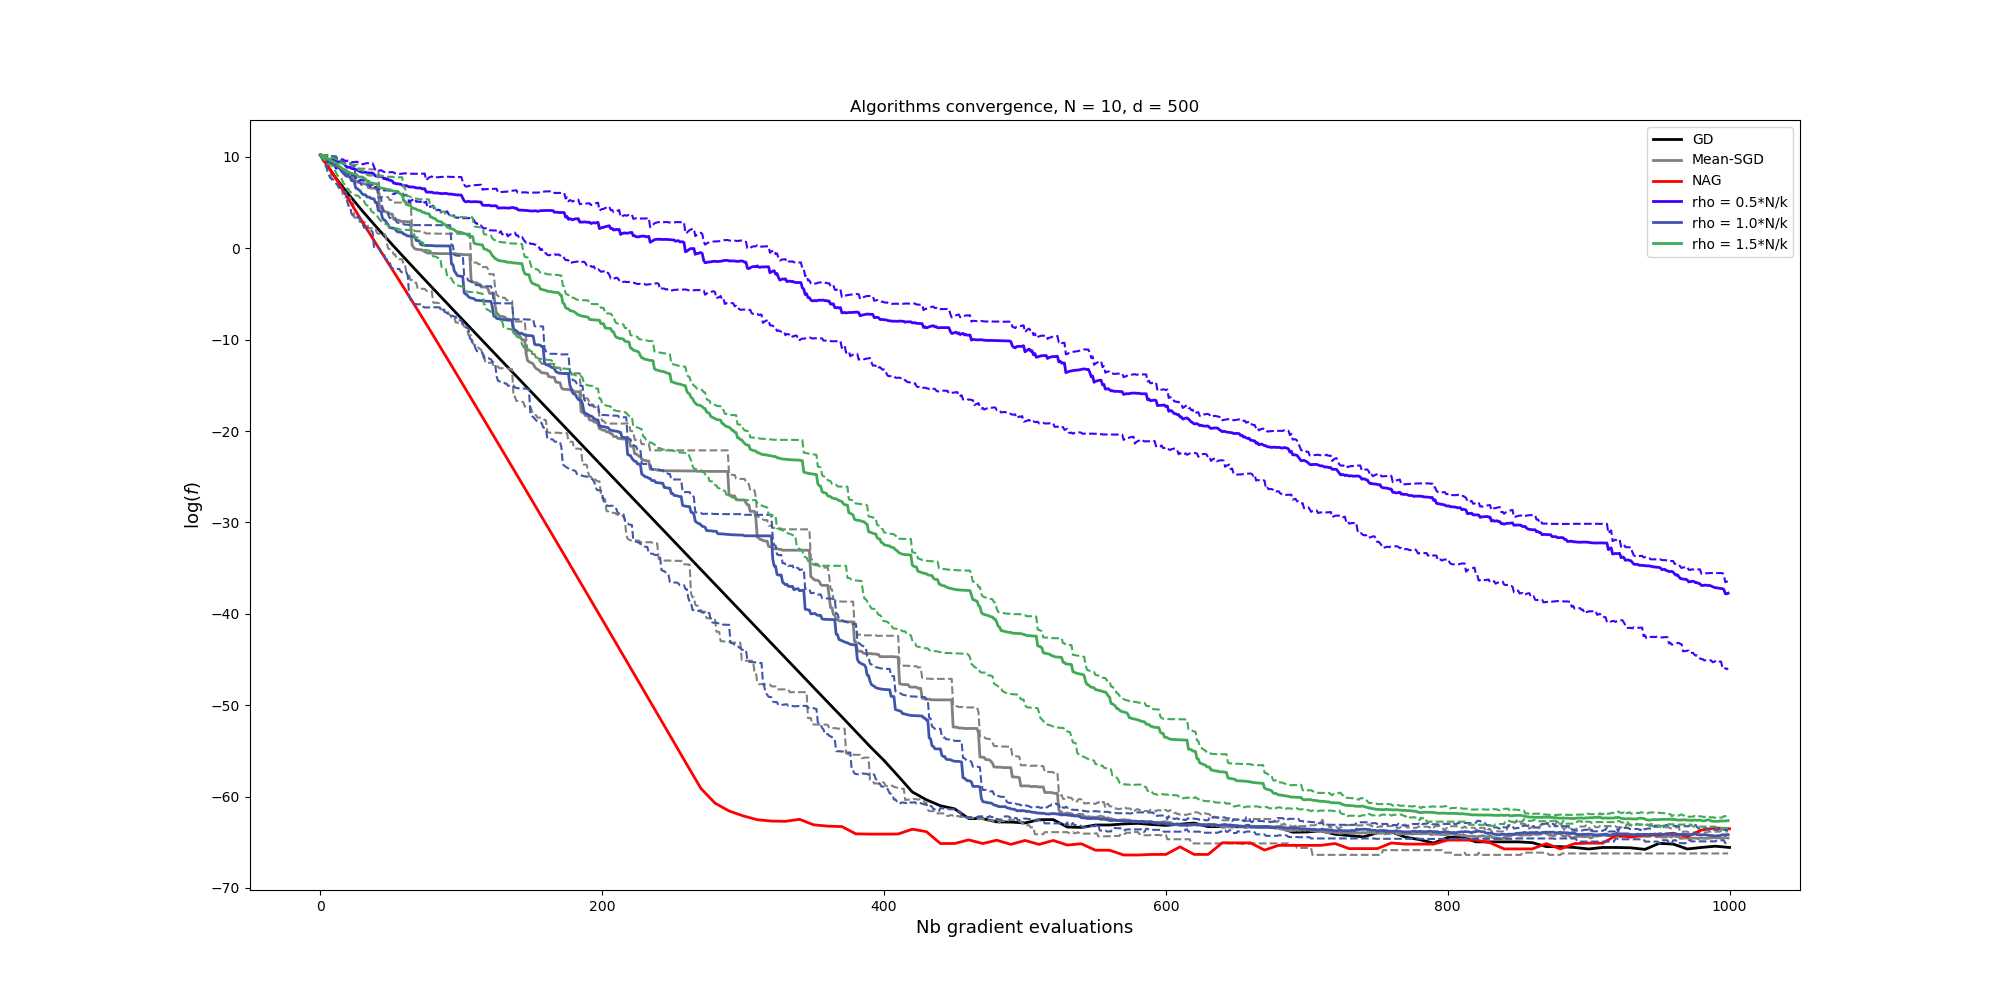 Algorithms convergence, N = 10, d = 500
GD
Mean-SGD
NAG
rho = 0.5*N/k
rho = 1.0*N/k
rho = 1.5*N/k
log(f)
10
0
−10
−20
−30
−40
−50
−60
−70
0 200 400 600 800 1000
Nb gradient evaluations